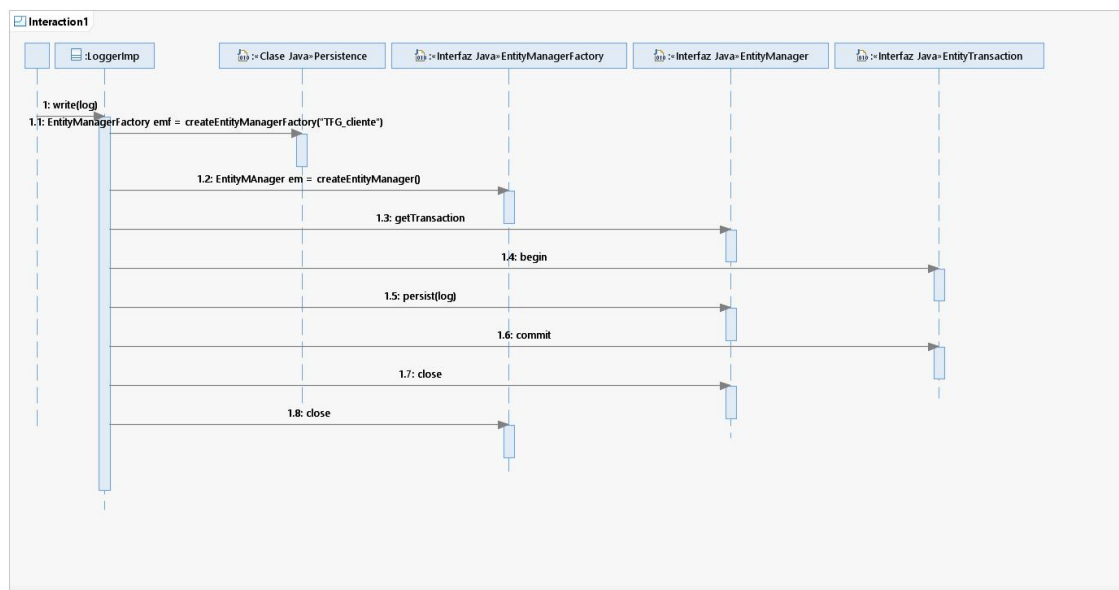 Interaction1
:LoggerImp
:«Clase Java»Persistence
:«Interfaz Java»EntityManagerFactory
:«Interfaz Java»EntityManager
:«Interfaz Java»EntityTransaction
1: write(log)
1.1: EntityManagerFactory emf = createEntityManagerFactory("TFG_cliente")
1.2: EntityMAnager em = createEntityManager()
1.3: getTransaction
1.4: begin
1.5: persist(log)
1.6: commit
1.7: close
1.8: close